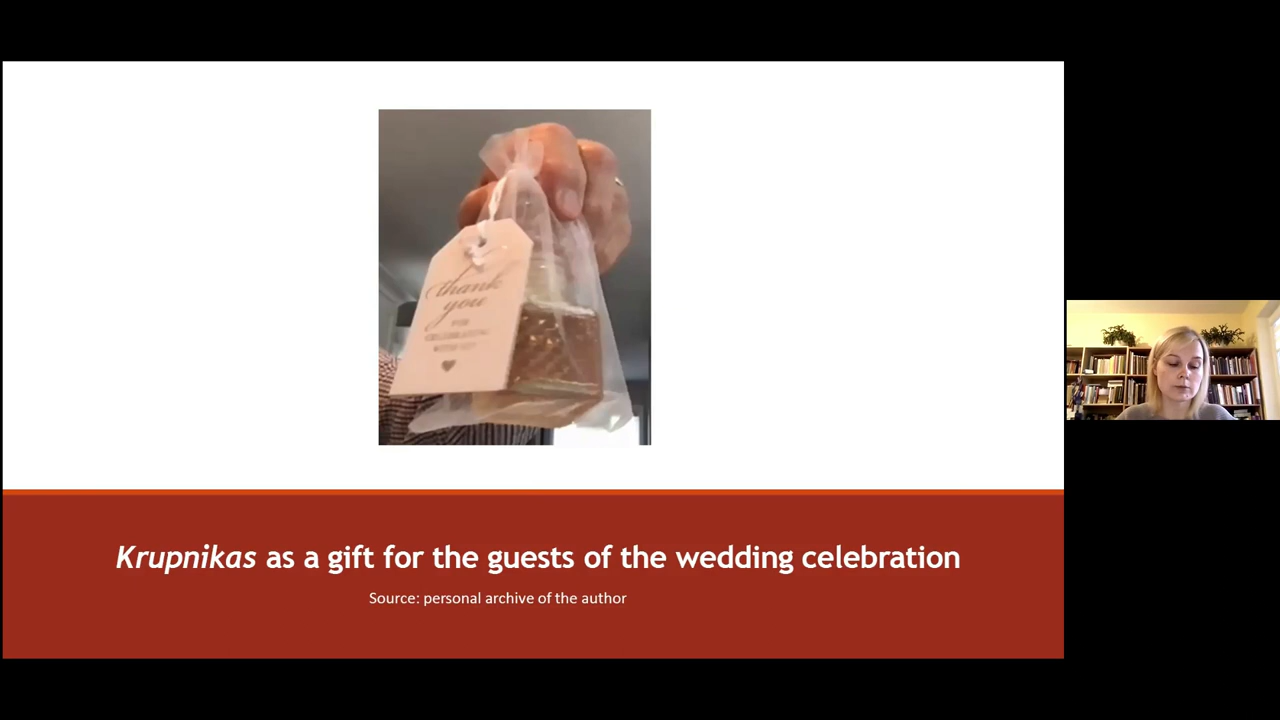 thank
you
Krupnikas as a gift for the guests of the wedding celebration
Source: personal archive of the author